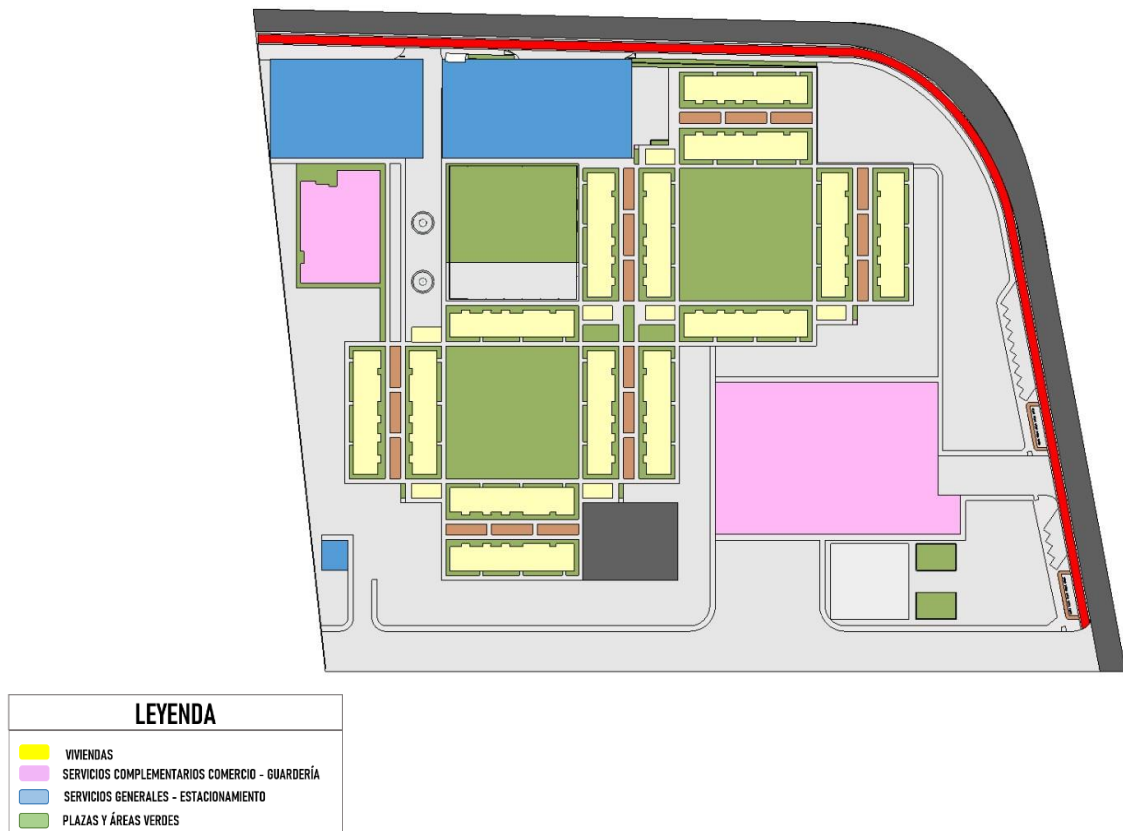 LEYENDA
VIVIENDAS
SERVICIOS COMPLEMENTARIOS COMERCIO - GUARDERÍA
SERVICIOS GENERALES - ESTACIONAMIENTO
PLAZAS Y ÁREAS VERDES